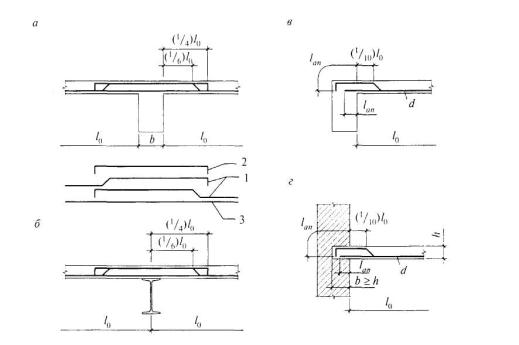 а
(1/4)l0
(1/6)l0
l0
b
l0
2
1
3
б
(1/4)l0
(1/6)l0
l0
l0
в
(1/10)l0
lan
lan
d
l0
г
(1/10)l0
lan
h
lan
d
b ≥ h
l0